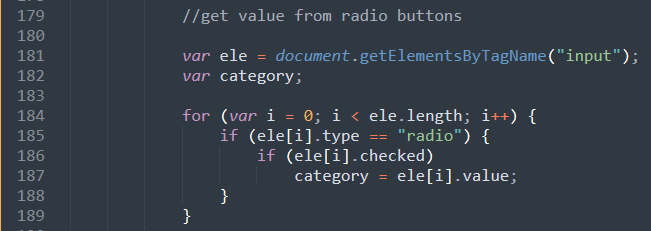 179 //get value from radio buttons
180
181 var ele = document.getElementsByTagName("input");
182 var category;
183
184 for (var i = 0; i < ele.length; i++) {
185 if (ele[i].type == "radio") {
186 if (ele[i].checked)
187 category = ele[i].value;
188 }
189 }